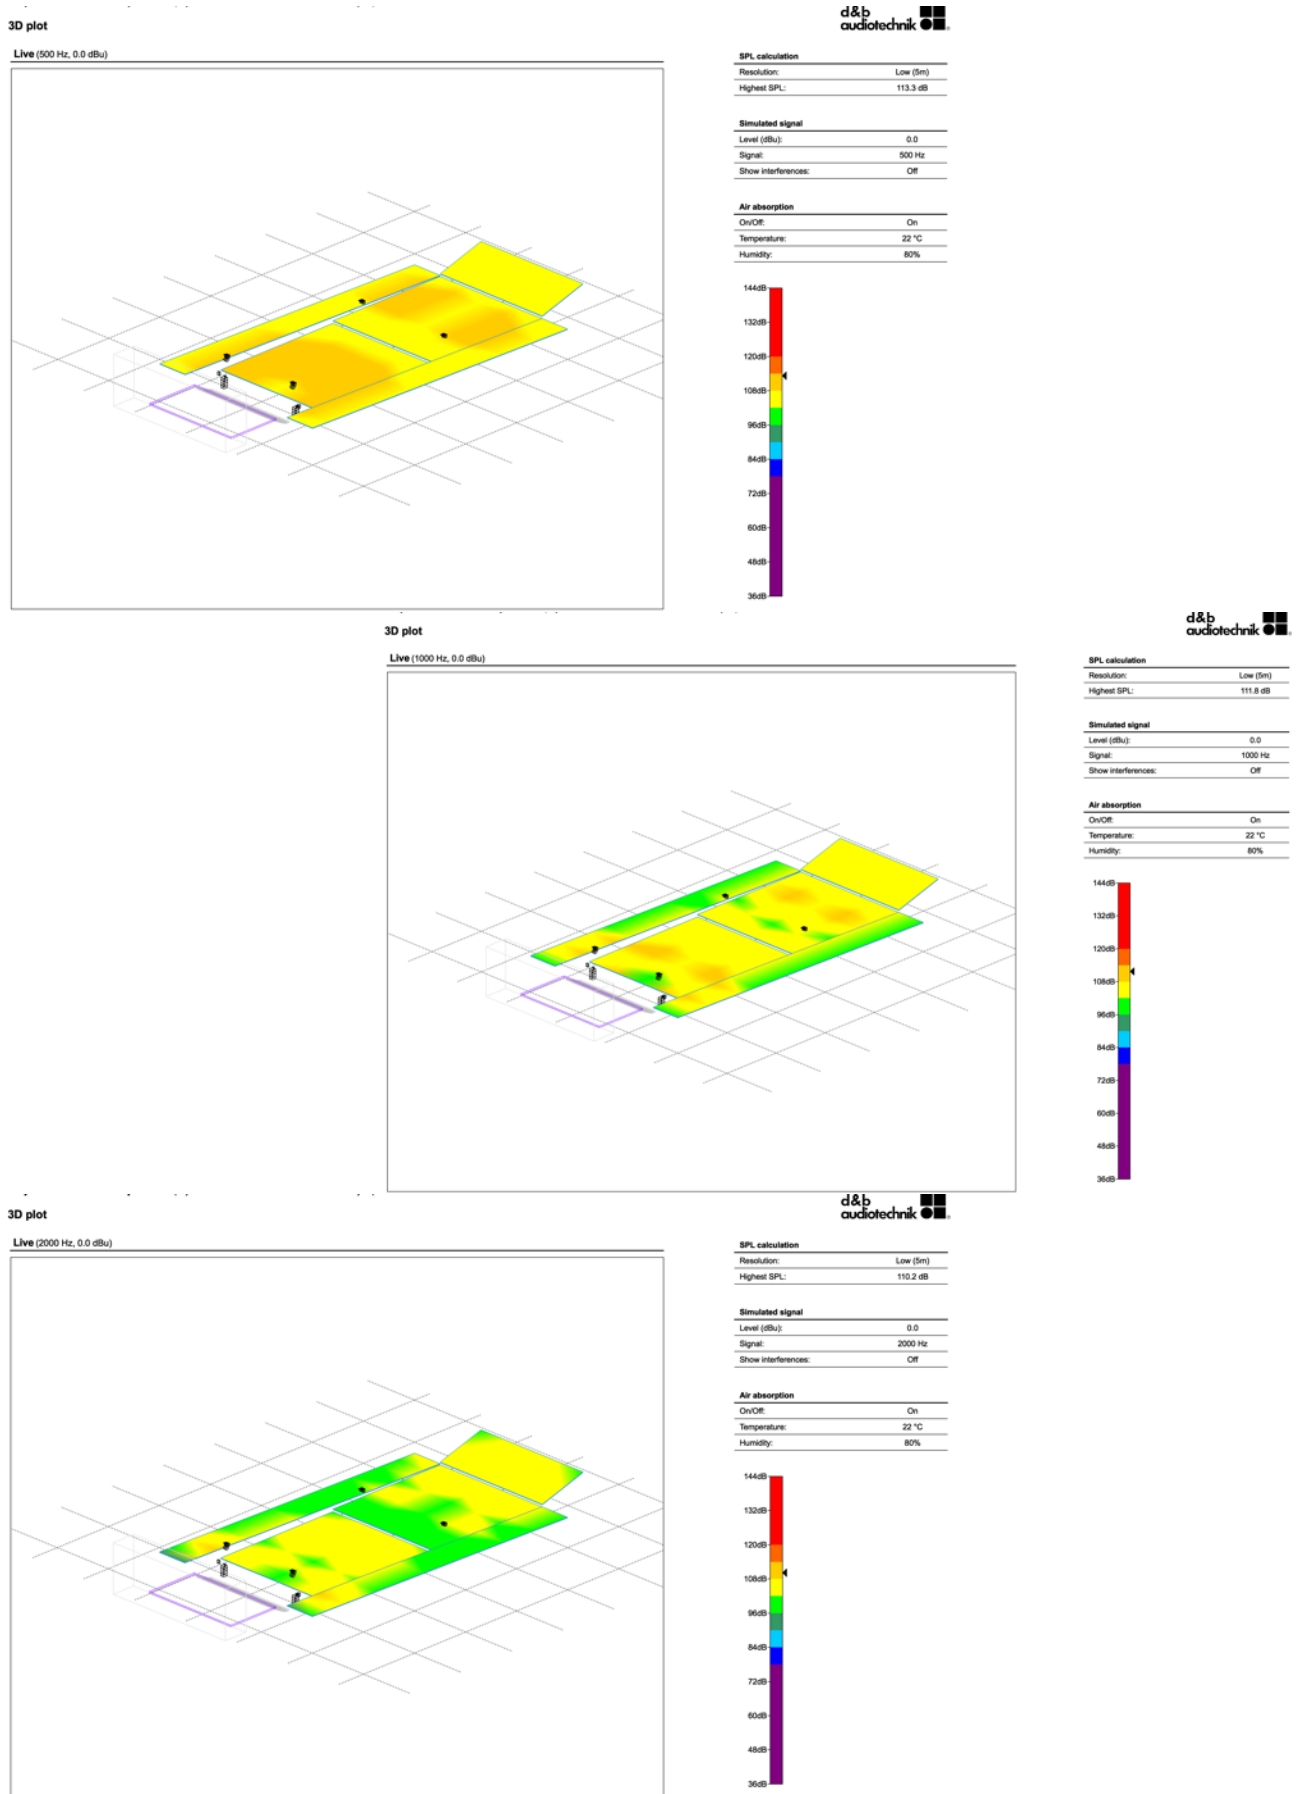 d&b
audiotechnik
3D plot
Live (500 Hz, 0.0 dBu)
SPL calculation
Resolution: Low (5m)
Highest SPL: 113.3 dB
Simulated signal
Level (dBu): 0.0
Signal: 500 Hz
Show interferences: Off
Air absorption
On/Off: On
Temperature: 22 °C
Humidity: 80%
144dB
132dB
120dB
108dB
96dB
84dB
72dB
60dB
48dB
36dB
d&b
audiotechnik
3D plot
Live (1000 Hz, 0.0 dBu)
SPL calculation
Resolution: Low (5m)
Highest SPL: 111.8 dB
Simulated signal
Level (dBu): 0.0
Signal: 1000 Hz
Show interferences: Off
Air absorption
On/Off: On
Temperature: 22 °C
Humidity: 80%
144dB
132dB
120dB
108dB
96dB
84dB
72dB
60dB
48dB
36dB
d&b
audiotechnik
3D plot
Live (2000 Hz, 0.0 dBu)
SPL calculation
Resolution: Low (5m)
Highest SPL: 110.2 dB
Simulated signal
Level (dBu): 0.0
Signal: 2000 Hz
Show interferences: Off
Air absorption
On/Off: On
Temperature: 22 °C
Humidity: 80%
144dB
132dB
120dB
108dB
96dB
84dB
72dB
60dB
48dB
36dB